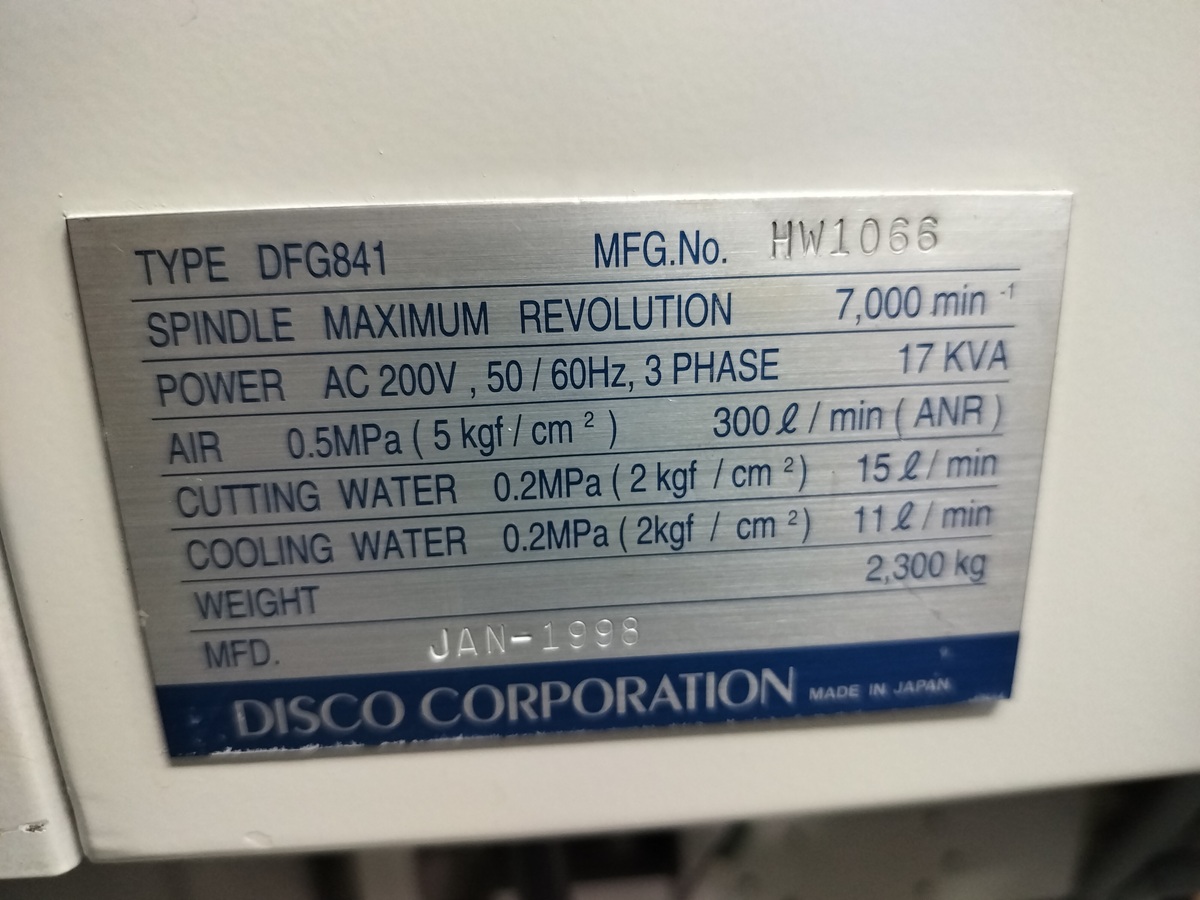 TYPE DFG841 MFG.No. HW1066
SPINDLE MAXIMUM REVOLUTION 7,000 min⁻¹
POWER AC 200V , 50 / 60Hz, 3 PHASE 17 KVA
AIR 0.5MPa ( 5 kgf / cm ² ) 300 ℓ / min ( ANR )
CUTTING WATER 0.2MPa ( 2 kgf / cm ² ) 15 ℓ / min
COOLING WATER 0.2MPa ( 2kgf / cm ² ) 11 ℓ / min
WEIGHT 2,300 kg
MFD. JAN-1998
DISCO CORPORATION MADE IN JAPAN